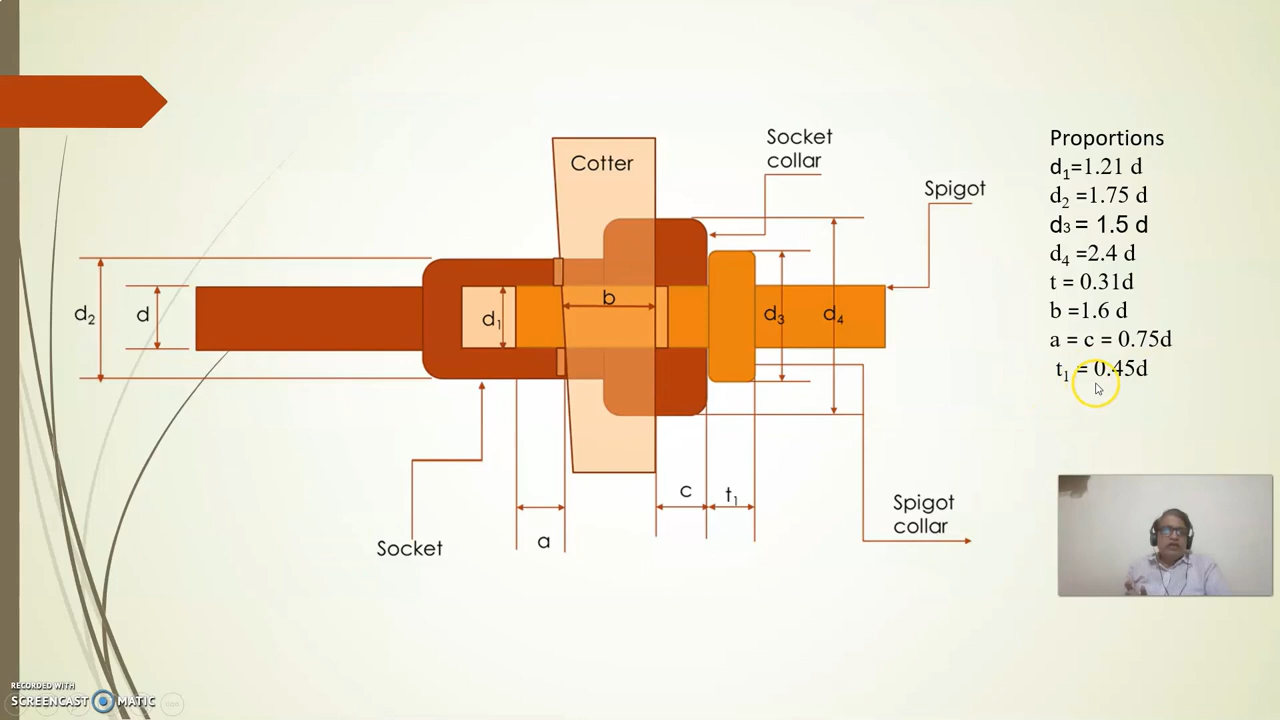 Cotter
Socket
collar
Spigot
d2
d
d1
b
d3
d4
a
c
t1
Socket
Spigot
collar
Proportions
d1=1.21 d
d2 =1.75 d
d3 = 1.5 d
d4 =2.4 d
t = 0.31d
b =1.6 d
a = c = 0.75d
t1 = 0.45d
RECORDED WITH
SCREENCAST MATIC